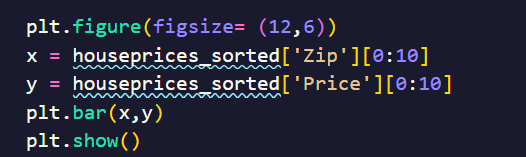 plt.figure(figsize= (12,6))
x = houseprices_sorted['Zip'][0:10]
y = houseprices_sorted['Price'][0:10]
plt.bar(x,y)
plt.show()